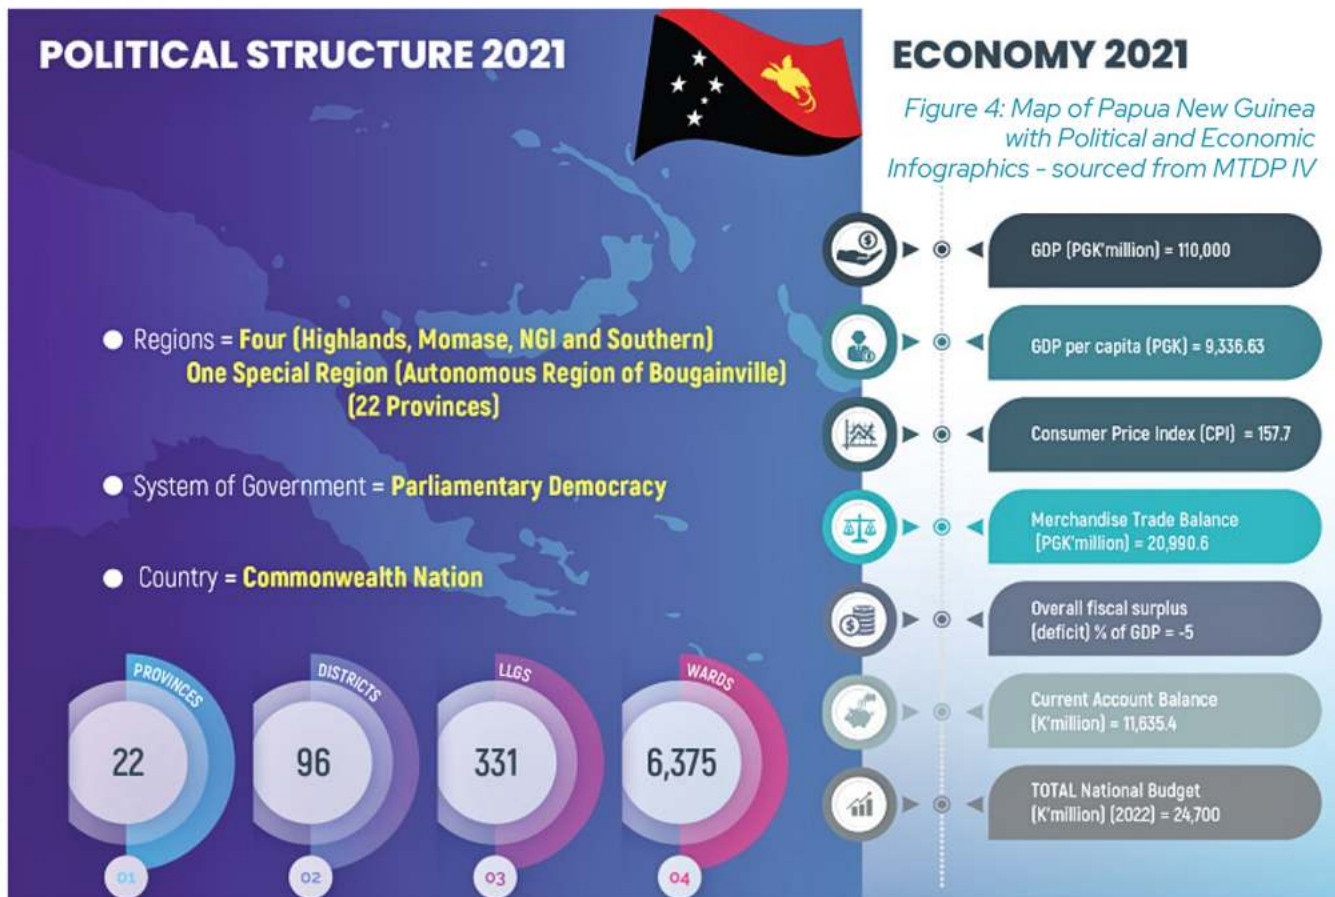 POLITICAL STRUCTURE 2021
Regions = Four (Highlands, Momase, NGI and Southern)
One Special Region (Autonomous Region of Bougainville)
(22 Provinces)
System of Government = Parliamentary Democracy
Country = Commonwealth Nation
PROVINCES
22
01
DISTRICTS
96
02
LLGS
331
03
WARDS
6,375
04
ECONOMY 2021
Figure 4: Map of Papua New Guinea
with Political and Economic
Infographics - sourced from MTDP IV
GDP (PGK'million) = 110,000
GDP per capita (PGK) = 9,336.63
Consumer Price Index (CPI) = 157.7
Merchandise Trade Balance
(PGK'million) = 20,990.6
Overall fiscal surplus
(deficit) % of GDP = -5
Current Account Balance
(K'million) = 11,635.4
TOTAL National Budget
(K'million) (2022) = 24,700